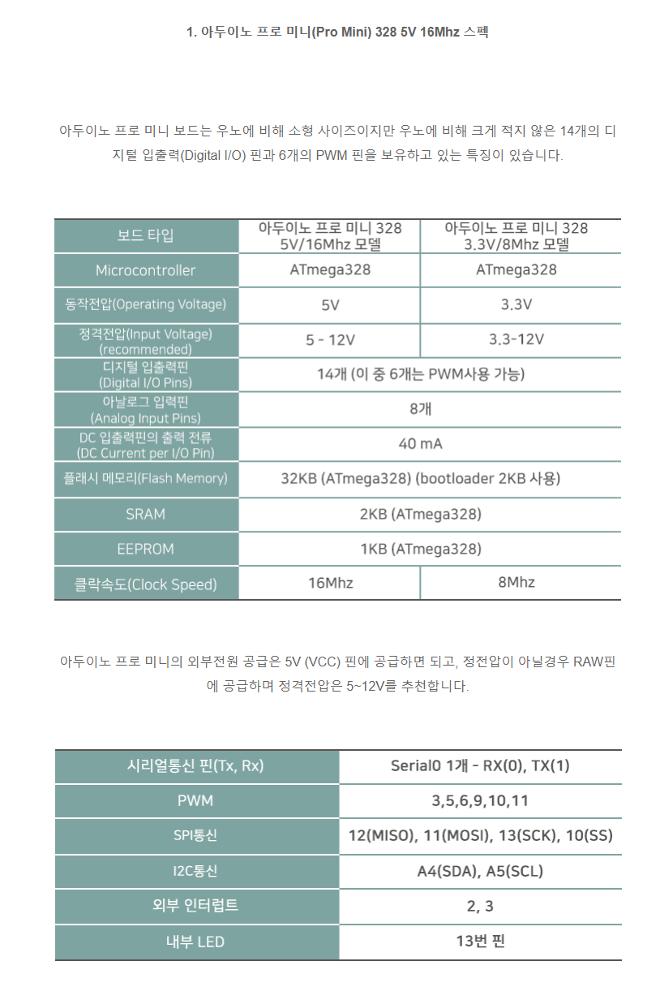 1. 아두이노 프로 미니(Pro Mini) 328 5V 16Mhz 스펙
아두이노 프로 미니 보드는 우노에 비해 소형 사이즈이지만 우노에 비해 크게 적지 않은 14개의 디
지털 입출력(Digital I/O) 핀과 6개의 PWM 핀을 보유하고 있는 특징이 있습니다.
보드 타입
아두이노 프로 미니 328
5V/16Mhz 모델
아두이노 프로 미니 328
3.3V/8Mhz 모델
Microcontroller
ATmega328
ATmega328
동작전압(Operating Voltage)
5V
3.3V
정격전압(Input Voltage)
(recommended)
5 - 12V
3.3-12V
디지털 입출력핀
(Digital I/O Pins)
14개 (이 중 6개는 PWM사용 가능)
아날로그 입력핀
(Analog Input Pins)
8개
DC 입출력핀의 출력 전류
(DC Current per I/O Pin)
40 mA
플래시 메모리(Flash Memory)
32KB (ATmega328) (bootloader 2KB 사용)
SRAM
2KB (ATmega328)
EEPROM
1KB (ATmega328)
클락속도(Clock Speed)
16Mhz
8Mhz
아두이노 프로 미니의 외부전원 공급은 5V (VCC) 핀에 공급하면 되고, 정전압이 아닐경우 RAW핀
에 공급하며 정격전압은 5~12V를 추천합니다.
시리얼통신 핀(Tx, Rx)
Serial0 1개 - RX(0), TX(1)
PWM
3,5,6,9,10,11
SPI통신
12(MISO), 11(MOSI), 13(SCK), 10(SS)
I2C통신
A4(SDA), A5(SCL)
외부 인터럽트
2, 3
내부 LED
13번 핀